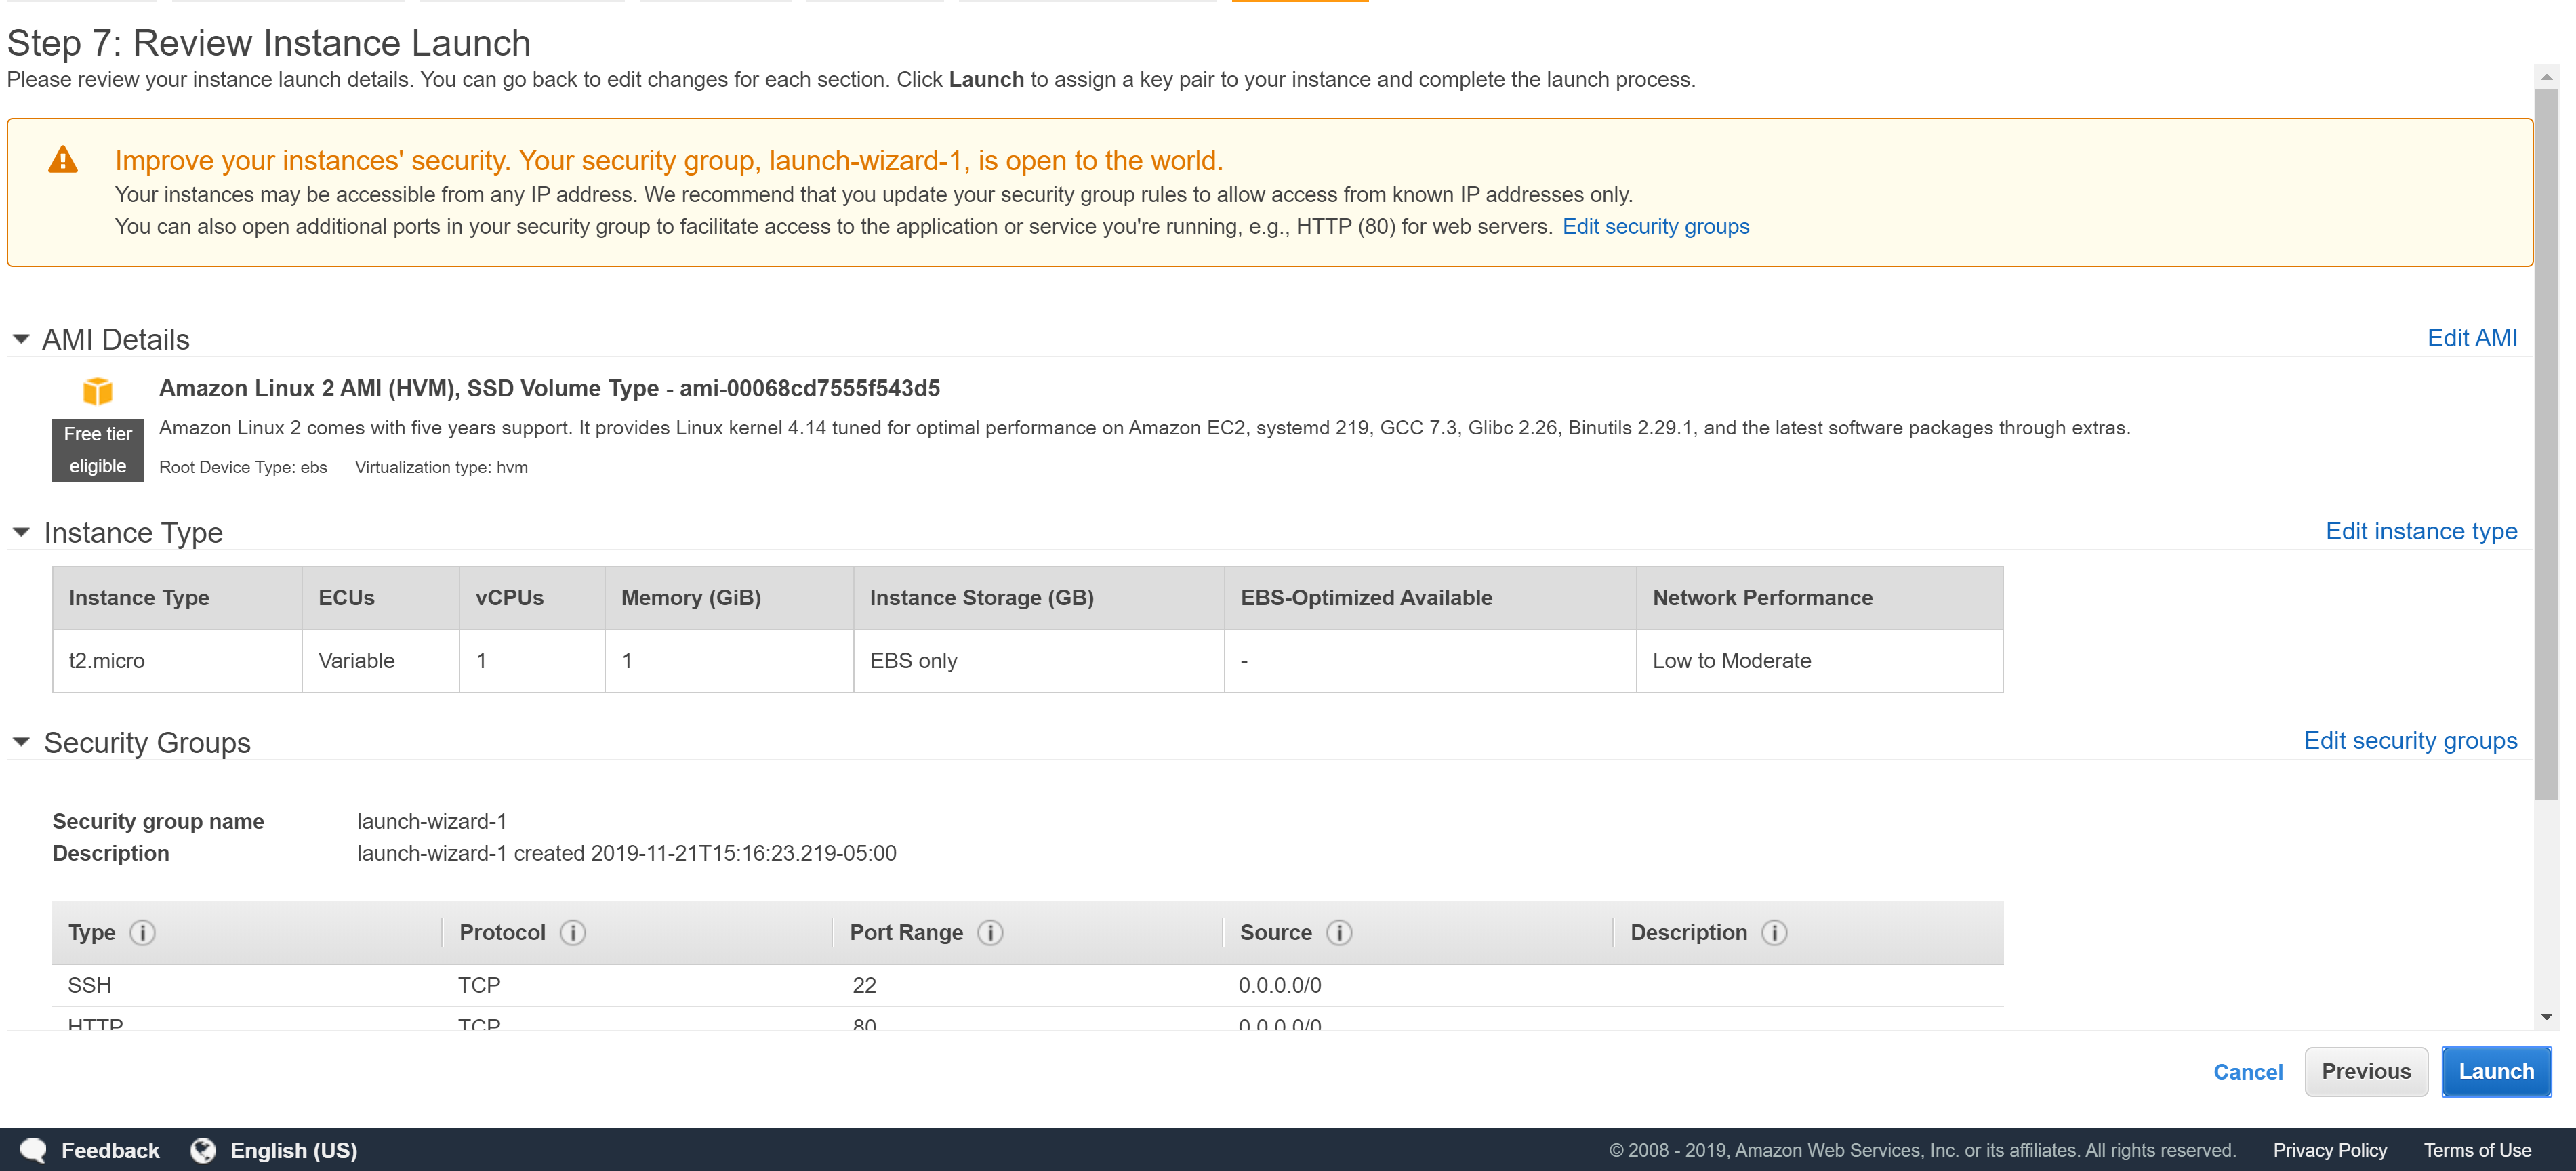 Step 7: Review Instance Launch
Please review your instance launch details. You can go back to edit changes for each section. Click Launch to assign a key pair to your instance and complete the launch process.
Improve your instances' security. Your security group, launch-wizard-1, is open to the world.
Your instances may be accessible from any IP address. We recommend that you update your security group rules to allow access from known IP addresses only.
You can also open additional ports in your security group to facilitate access to the application or service you're running, e.g., HTTP (80) for web servers. Edit security groups
AMI Details Edit AMI
Amazon Linux 2 AMI (HVM), SSD Volume Type - ami-00068cd7555f543d5
Free tier eligible
Amazon Linux 2 comes with five years support. It provides Linux kernel 4.14 tuned for optimal performance on Amazon EC2, systemd 219, GCC 7.3, Glibc 2.26, Binutils 2.29.1, and the latest software packages through extras.
Root Device Type: ebs Virtualization type: hvm
Instance Type Edit instance type
Instance Type ECUs vCPUs Memory (GiB) Instance Storage (GB) EBS-Optimized Available Network Performance
t2.micro Variable 1 1 EBS only - Low to Moderate
Security Groups Edit security groups
Security group name launch-wizard-1
Description launch-wizard-1 created 2019-11-21T15:16:23.219-05:00
Type Protocol Port Range Source Description
SSH TCP 22 0.0.0.0/0
HTTP TCP 80 0.0.0.0/0
Cancel Previous Launch
Feedback English (US) © 2008 - 2019, Amazon Web Services, Inc. or its affiliates. All rights reserved. Privacy Policy Terms of Use